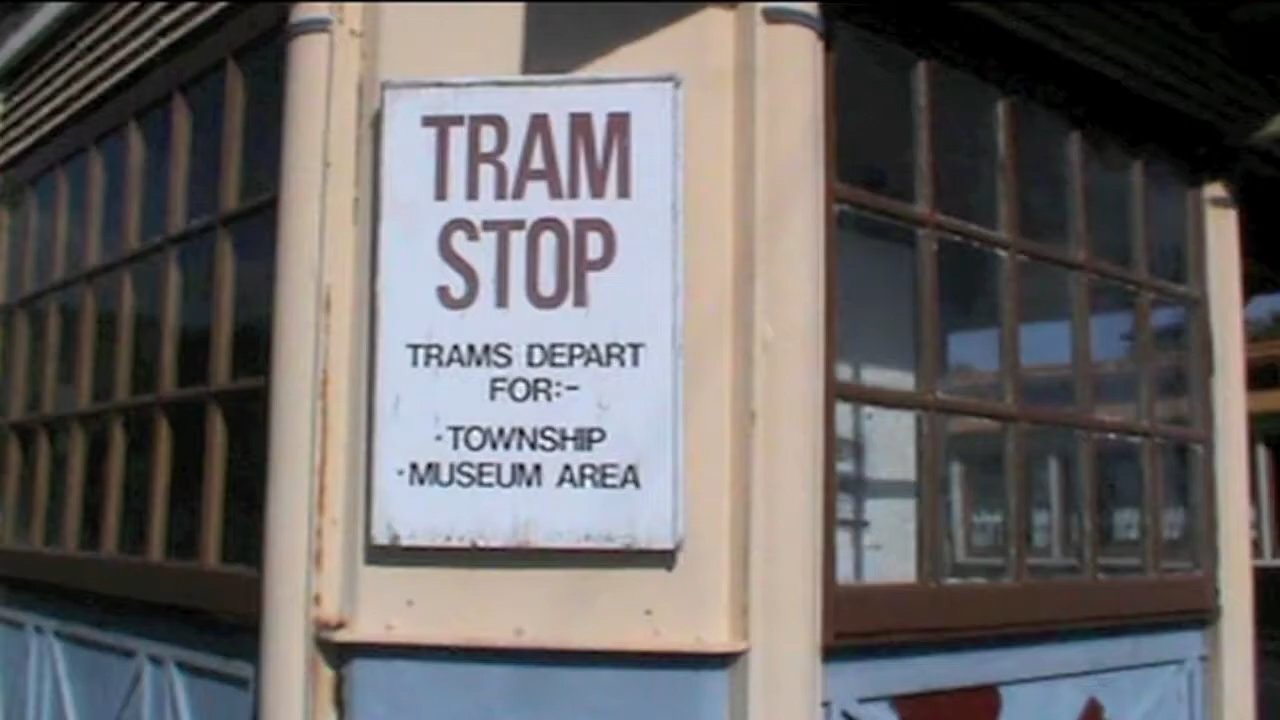 TRAM
STOP
TRAMS DEPART
FOR:-
·TOWNSHIP
·MUSEUM AREA